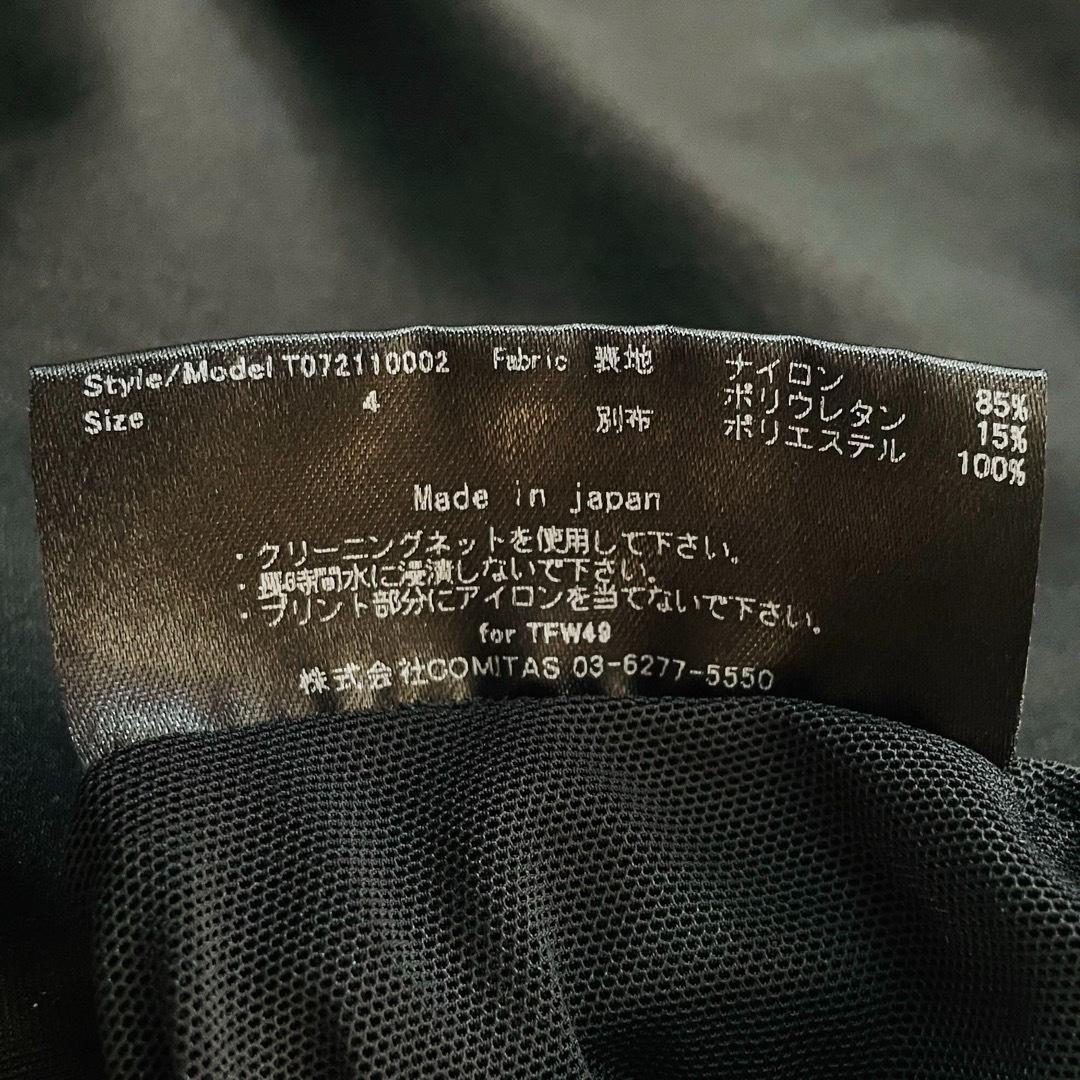 Style/Model T072110002 Fabric 表地 ナイロン 85%
ポリウレタン 15%
Size 4 別布 ポリエステル 100%
Made in japan
・クリーニングネットを使用して下さい。
・長時間水に浸漬しないで下さい。
・プリント部分にアイロンを当てないで下さい。
for TFW49
株式会社COMITAS 03-6277-5550